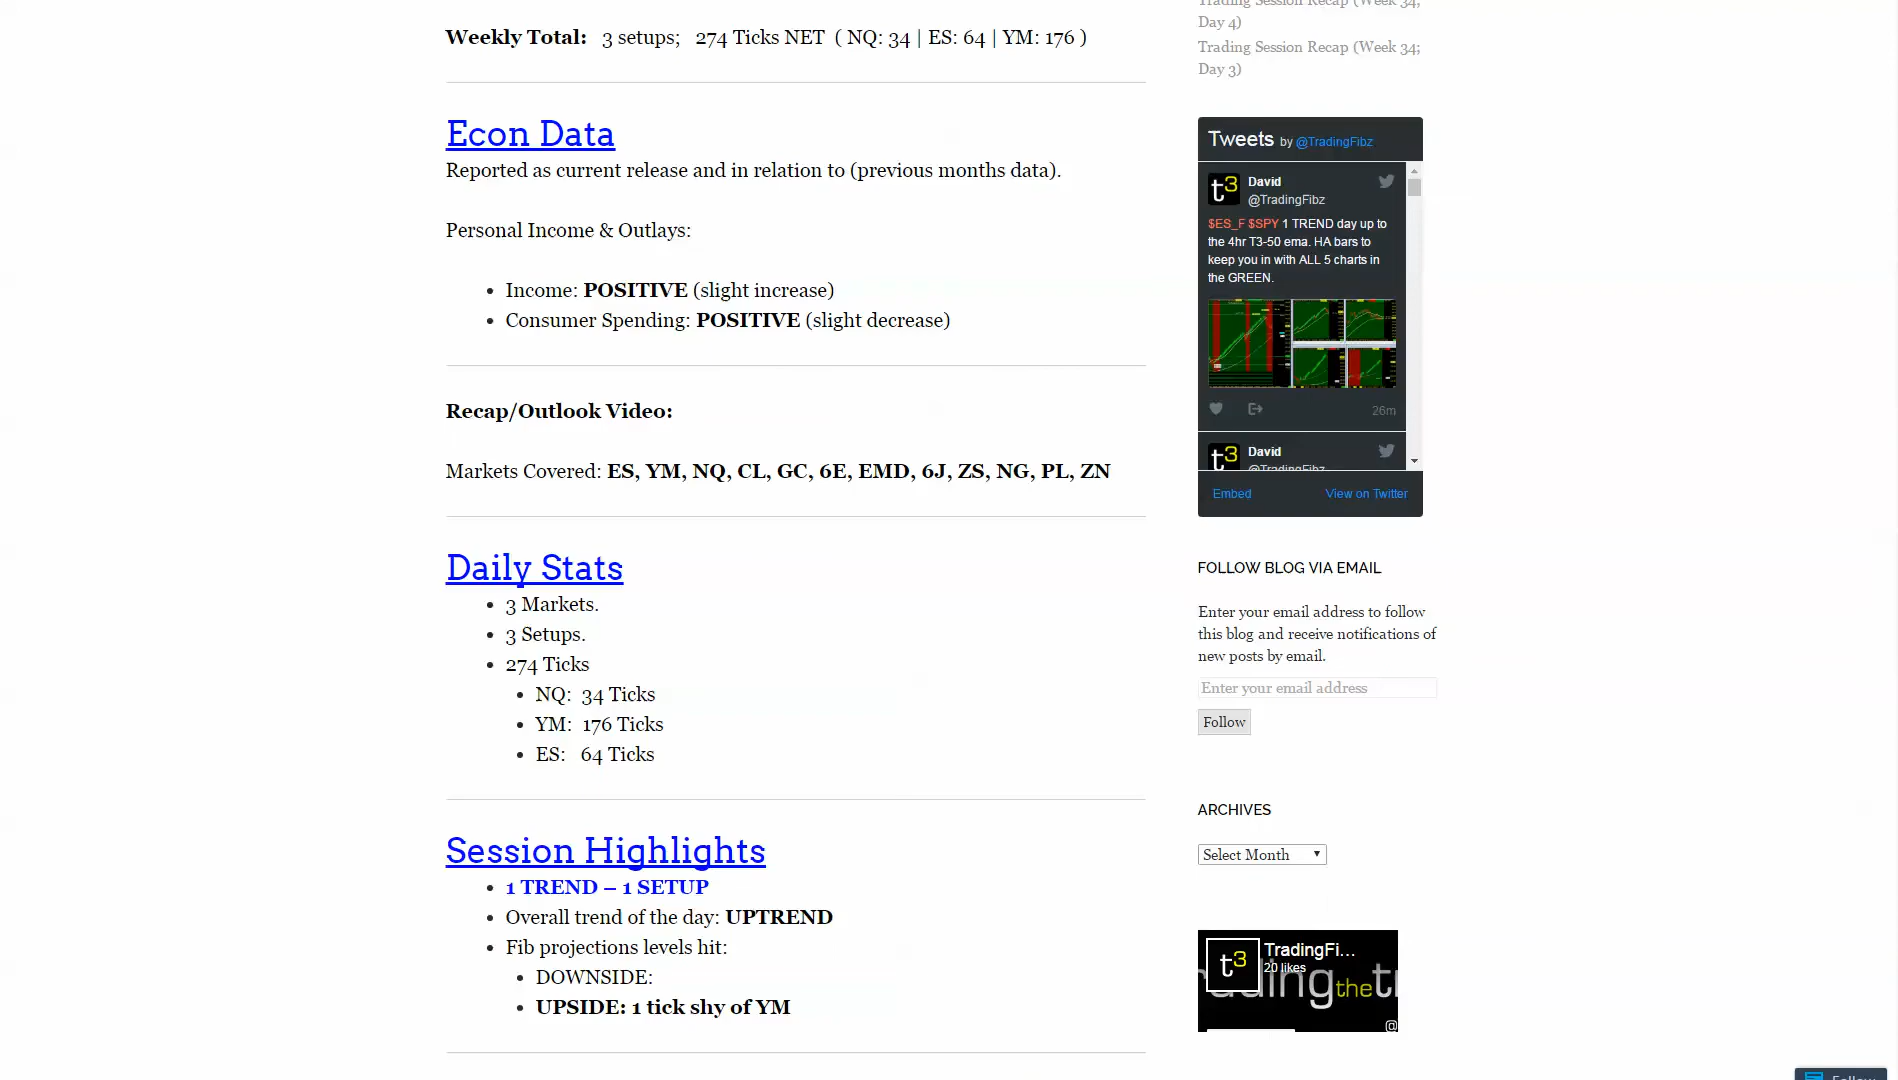 Weekly Total: 3 setups; 274 Ticks NET ( NQ: 34 | ES: 64 | YM: 176 )
Econ Data
Reported as current release and in relation to (previous months data).
Personal Income & Outlays:
Income: POSITIVE (slight increase)
Consumer Spending: POSITIVE (slight decrease)
Recap/Outlook Video:
Markets Covered: ES, YM, NQ, CL, GC, 6E, EMD, 6J, ZS, NG, PL, ZN
Daily Stats
3 Markets.
3 Setups.
274 Ticks
NQ: 34 Ticks
YM: 176 Ticks
ES: 64 Ticks
Session Highlights
1 TREND – 1 SETUP
Overall trend of the day: UPTREND
Fib projections levels hit:
DOWNSIDE:
UPSIDE: 1 tick shy of YM
Trading Session Recap (Week 34;
Day 4)
Trading Session Recap (Week 34;
Day 3)
Tweets by @TradingFibz
t3
David
@TradingFibz
$ES_F $SPY 1 TREND day up to
the 4hr T3-50 ema. HA bars to
keep you in with ALL 5 charts in
the GREEN.
26m
t3
David
@TradingFibz
Embed
View on Twitter
FOLLOW BLOG VIA EMAIL
Enter your email address to follow
this blog and receive notifications of
new posts by email.
Enter your email address
Follow
ARCHIVES
Select Month
t3
TradingFi...
20 likes
ading the t
@
Follow